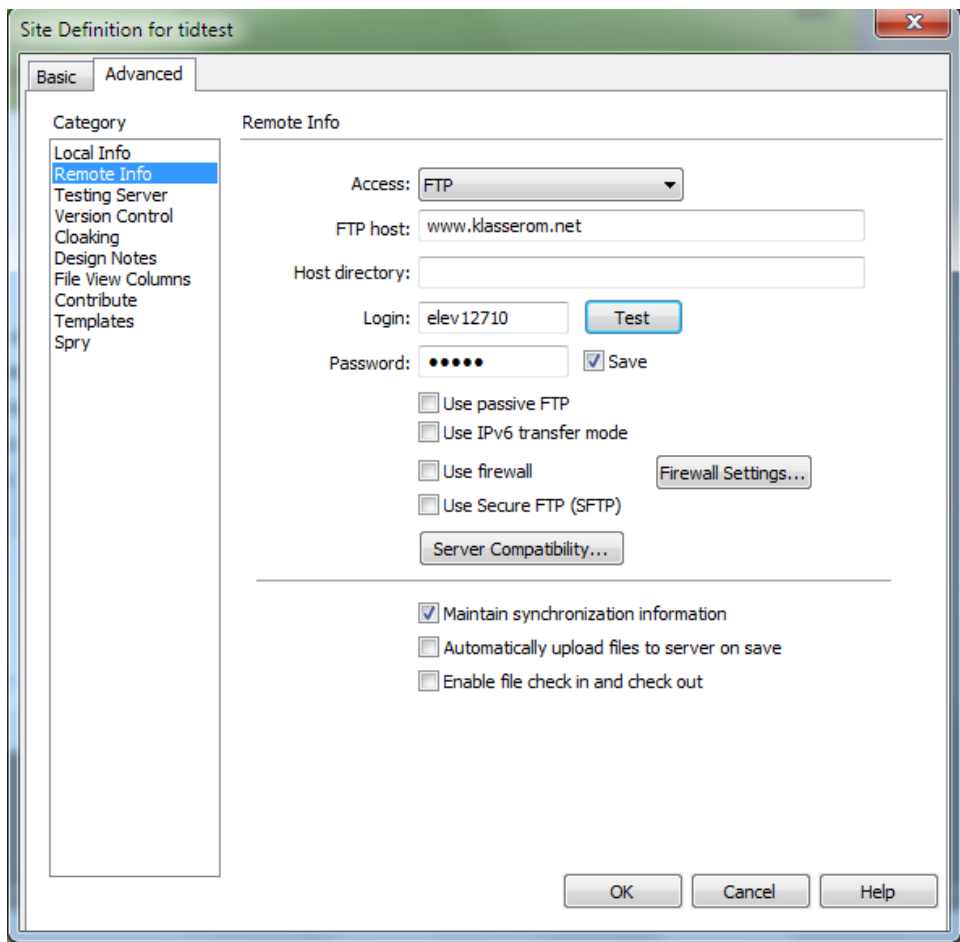 Site Definition for tidtest
Basic
Advanced
Category
Local Info
Remote Info
Testing Server
Version Control
Cloaking
Design Notes
File View Columns
Contribute
Templates
Spry
Remote Info
Access: FTP
FTP host: www.klasserom.net
Host directory:
Login: elev12710 Test
Password: ●●●●● Save
Use passive FTP
Use IPv6 transfer mode
Use firewall Firewall Settings...
Use Secure FTP (SFTP)
Server Compatibility...
Maintain synchronization information
Automatically upload files to server on save
Enable file check in and check out
OK Cancel Help